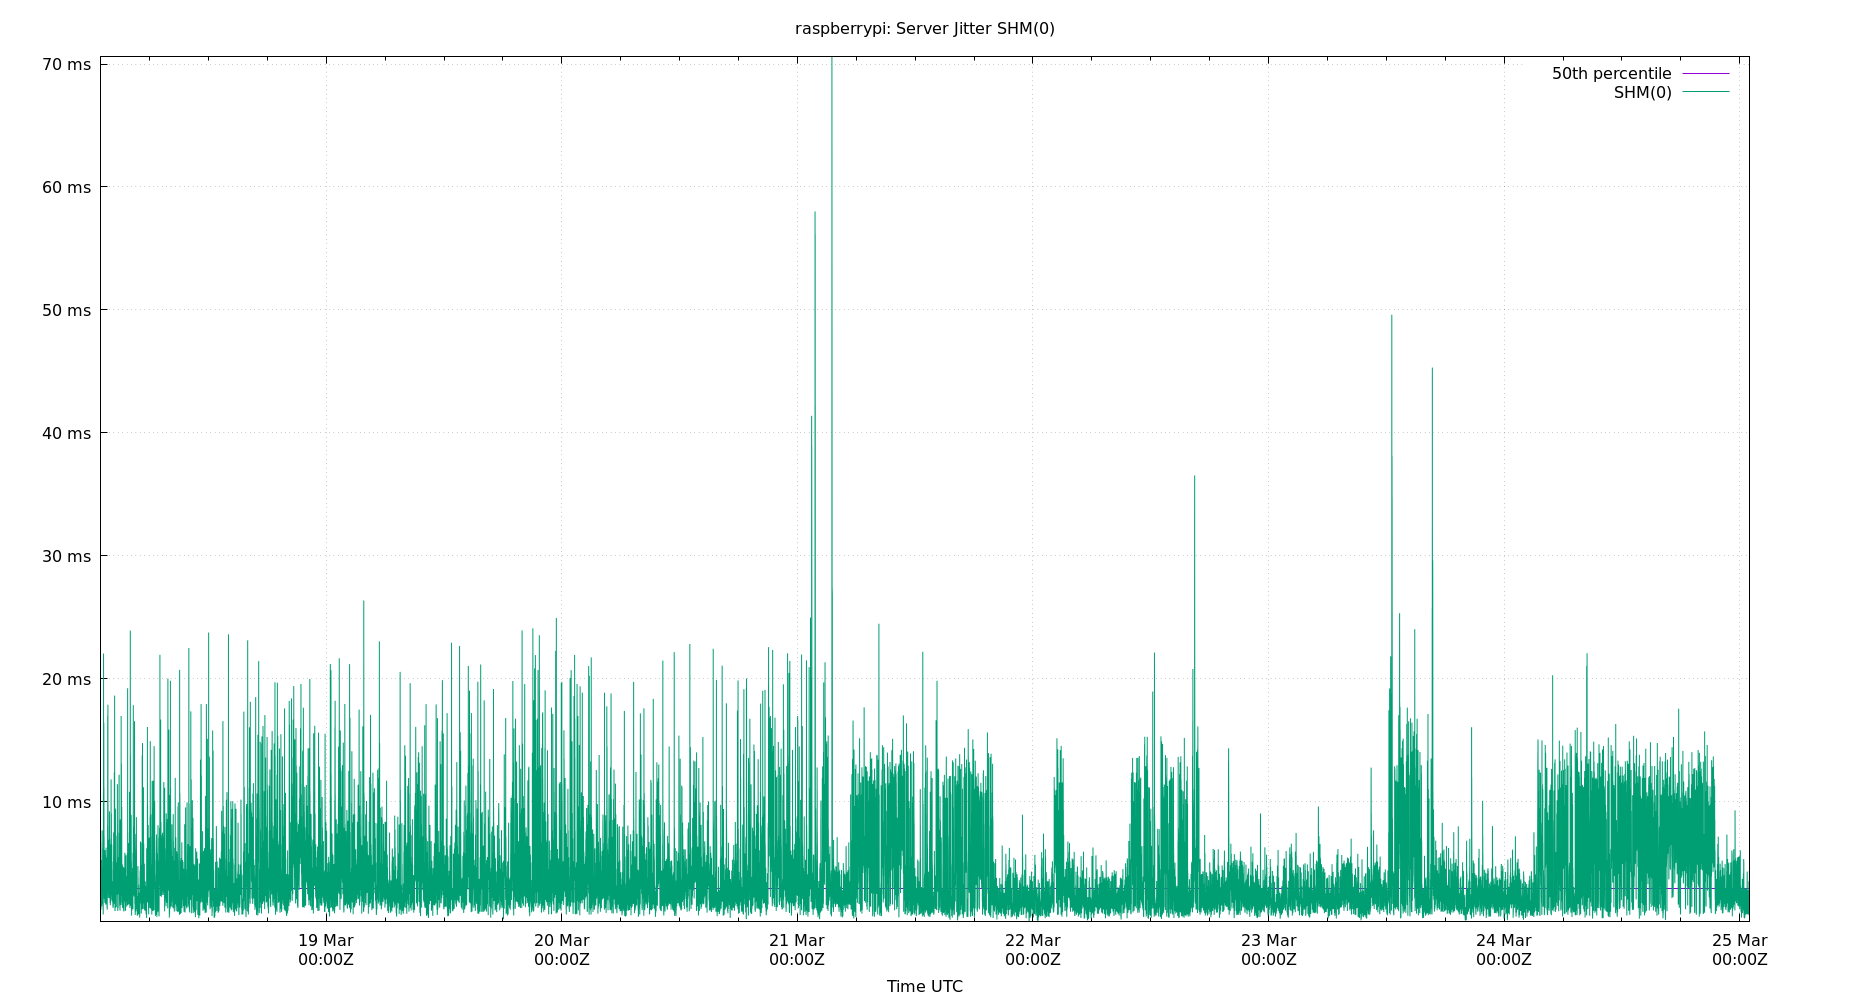 raspberrypi: Server Jitter SHM(0)
70 ms
60 ms
50 ms
40 ms
30 ms
20 ms
10 ms
50th percentile
SHM(0)
19 Mar 20 Mar 21 Mar 22 Mar 23 Mar 24 Mar 25 Mar
00:00Z 00:00Z 00:00Z 00:00Z 00:00Z 00:00Z 00:00Z
Time UTC